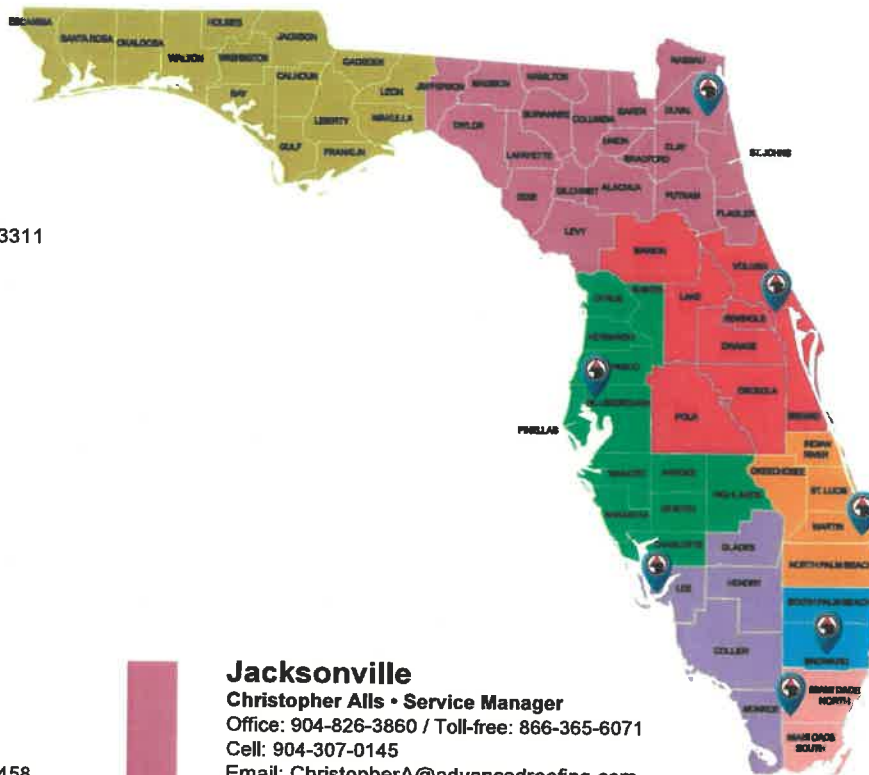 ESCAMBIA
SANTA ROSA
OKALOOSA
WALTON
HOLMES
WASHINGTON
JACKSON
BAY
CALHOUN
GULF
LIBERTY
GADSDEN
FRANKLIN
LEON
WAKULLA
JEFFERSON
MADISON
HAMILTON
TAYLOR
SUWANNEE
COLUMBIA
BAKER
NASSAU
DUVAL
LAFAYETTE
UNION
BRADFORD
CLAY
ST. JOHNS
DIXIE
GILCHRIST
ALACHUA
PUTNAM
FLAGLER
LEVY
3311
MARION
VOLUSIA
CITRUS
SUMTER
LAKE
SEMINOLE
HERNANDO
ORANGE
PASCO
OSCEOLA
POLK
BREVARD
PINELLAS
INDIAN
RIVER
OKEECHOBEE
MANATEE
HARDEE
HIGHLANDS
ST. LUCIE
SARASOTA
DESOTO
MARTIN
CHARLOTTE
GLADES
NORTH PALM BEACH
LEE
HENDRY
SOUTH PALM BEACH
COLLIER
BROWARD
MONROE
MIAMI DADE
NORTH
MIAMI DADE
SOUTH
Jacksonville
Christopher Alls • Service Manager
Office: 904-826-3860 / Toll-free: 866-365-6071
Cell: 904-307-0145
Email: ChristopherA@advancedroofing.com
458